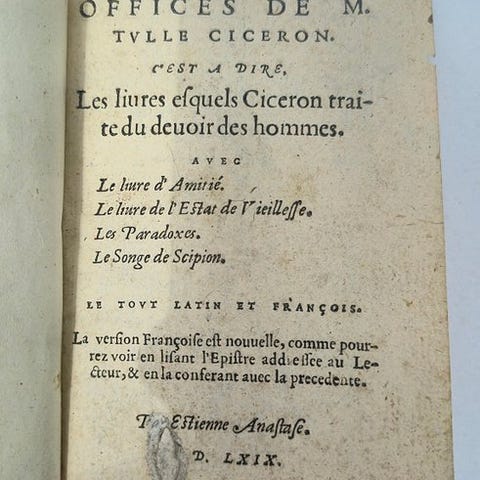 OFFICES DE M.
TVLLE CICERON.
C'EST A DIRE,
Les liures eſquels Ciceron trai-
te du deuoir des hommes.
AVEC
Le liure d'Amitié.
Le liure de l'Eſtat de Vieilleſſe.
Les Paradoxes.
Le Songe de Scipion.
LE TOVT LATIN ET FRANÇOIS.
La verſion Françoiſe eſt nouuelle, comme pour-
rez voir en liſant l'Epiſtre addreſſee au Le-
cteur, & en la conferant auec la precedente.
Eſtienne Anaſtaſe.
D. LXIX.